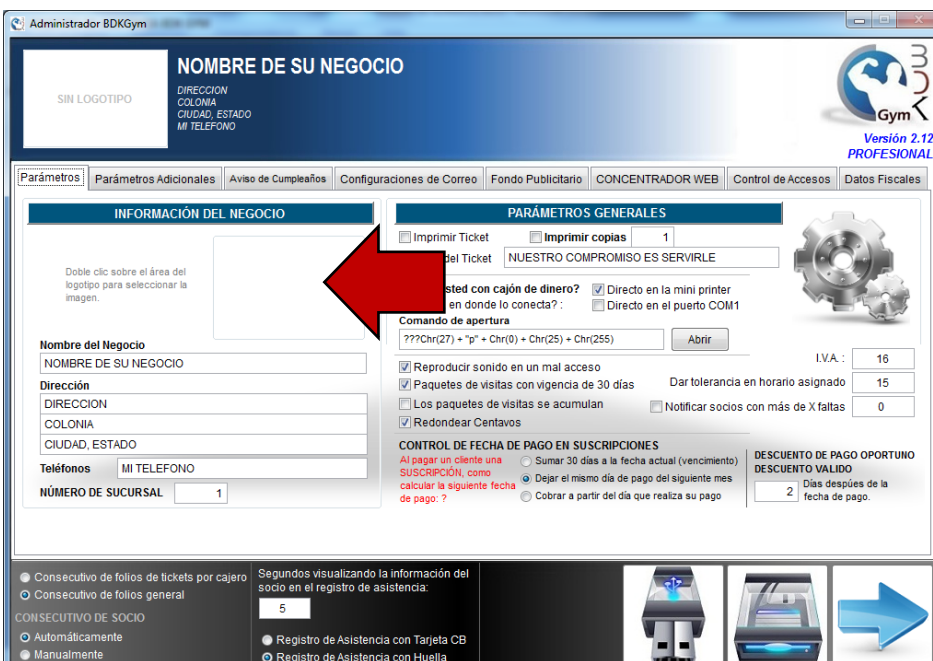 Administrador BDKGym
SIN LOGOTIPO
NOMBRE DE SU NEGOCIO
DIRECCION
COLONIA
CIUDAD, ESTADO
MI TELEFONO
BDK
Gym
Versión 2.12
PROFESIONAL
Parámetros Parámetros Adicionales Aviso de Cumpleaños Configuraciones de Correo Fondo Publicitario CONCENTRADOR WEB Control de Accesos Datos Fiscales
INFORMACIÓN DEL NEGOCIO
Doble clic sobre el área del
logotipo para seleccionar la
imagen.
Nombre del Negocio
NOMBRE DE SU NEGOCIO
Dirección
DIRECCION
COLONIA
CIUDAD, ESTADO
Teléfonos MI TELEFONO
NÚMERO DE SUCURSAL 1
PARÁMETROS GENERALES
Imprimir Ticket Imprimir copias 1
del Ticket NUESTRO COMPROMISO ES SERVIRLE
sted con cajón de dinero? Directo en la mini printer
en donde lo conecta? : Directo en el puerto COM1
Comando de apertura
???Chr(27) + "p" + Chr(0) + Chr(25) + Chr(255) Abrir
I.V.A. : 16
Reproducir sonido en un mal acceso
Paquetes de visitas con vigencia de 30 días Dar tolerancia en horario asignado 15
Los paquetes de visitas se acumulan Notificar socios con más de X faltas 0
Redondear Centavos
CONTROL DE FECHA DE PAGO EN SUSCRIPCIONES
Al pagar un cliente una
SUSCRIPCIÓN, como
calcular la siguiente fecha
de pago: ?
Sumar 30 días a la fecha actual (vencimiento)
Dejar el mismo día de pago del siguiente mes
Cobrar a partir del día que realiza su pago
DESCUENTO DE PAGO OPORTUNO
DESCUENTO VALIDO
2 Días despúes de la
fecha de pago.
Consecutivo de folios de tickets por cajero
Consecutivo de folios general
CONSECUTIVO DE SOCIO
Automáticamente
Manualmente
Segundos visualizando la información del
socio en el registro de asistencia:
5
Registro de Asistencia con Tarjeta CB
Registro de Asistencia con Huella